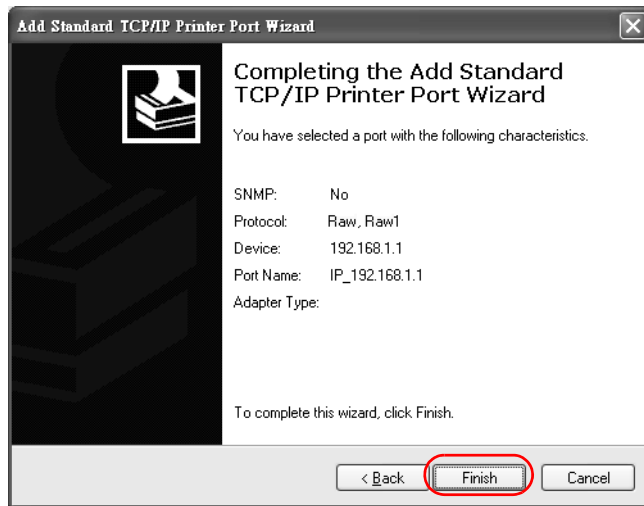 Add Standard TCP/IP Printer Port Wizard
Completing the Add Standard
TCP/IP Printer Port Wizard
You have selected a port with the following characteristics.
SNMP: No
Protocol: Raw, Raw1
Device: 192.168.1.1
Port Name: IP_192.168.1.1
Adapter Type:
To complete this wizard, click Finish.
< Back Finish Cancel